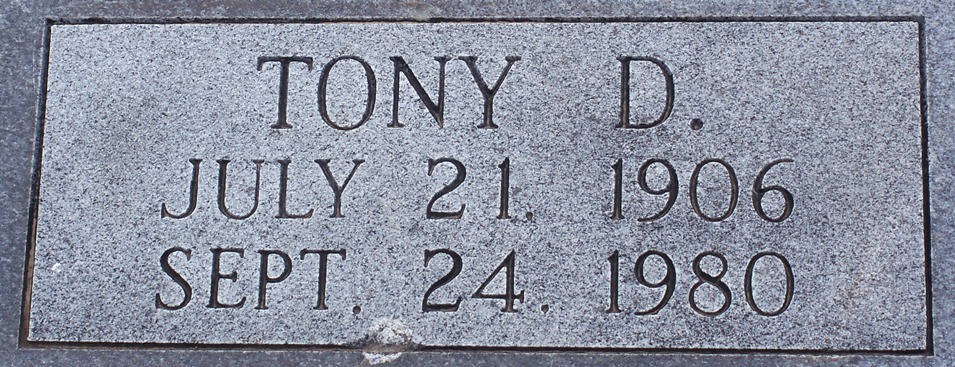 TONY D.
JULY 21, 1906
SEPT. 24, 1980